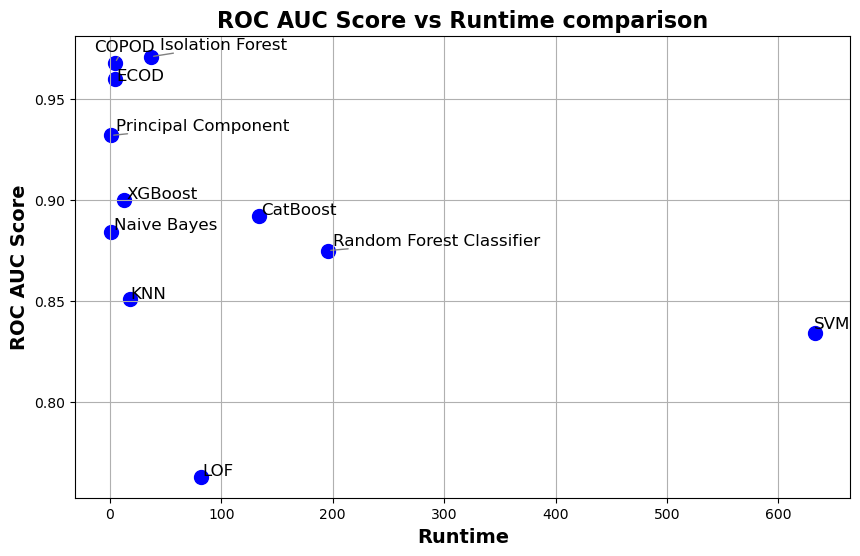 ROC AUC Score vs Runtime comparison
COPOD
Isolation Forest
ECOD
0.95
Principal Component
0.90
XGBoost
CatBoost
Naive Bayes
Random Forest Classifier
ROC AUC Score
0.85
KNN
SVM
0.80
LOF
0
100
200
300
400
500
600
Runtime